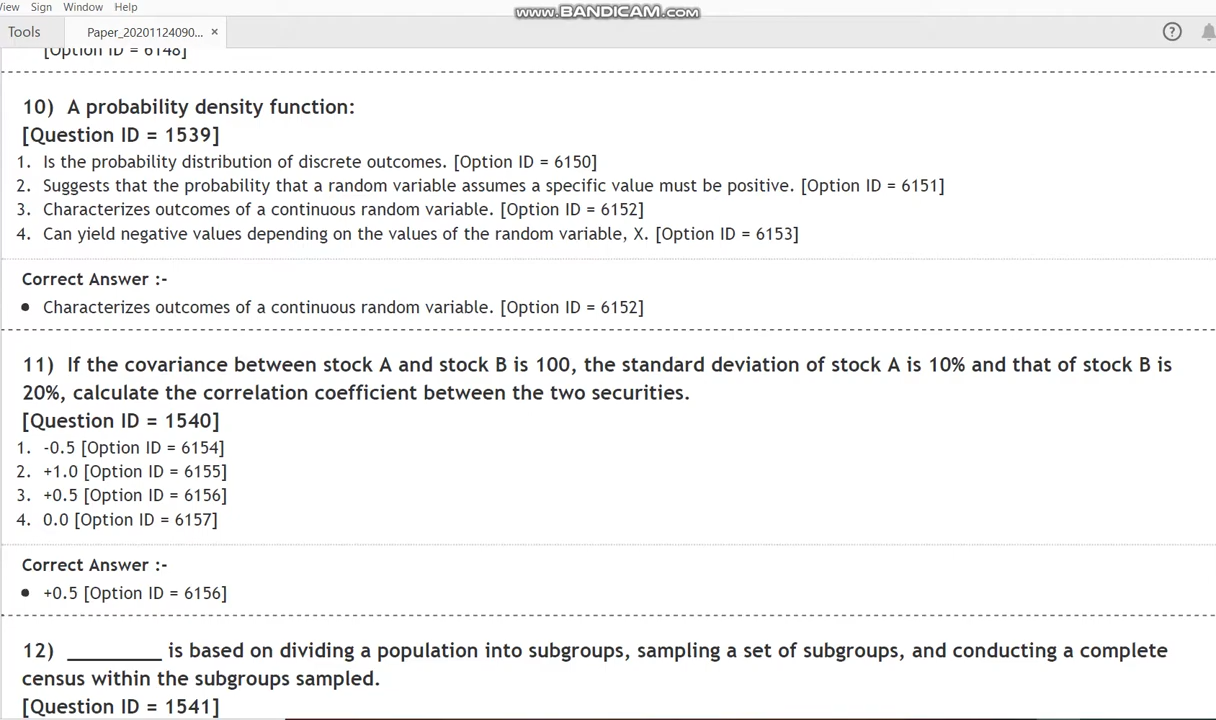 View Sign Window Help
www.BANDICAM.com
Tools Paper_20201124090... × ?
[Option ID = 6148]
10) A probability density function:
[Question ID = 1539]
1. Is the probability distribution of discrete outcomes. [Option ID = 6150]
2. Suggests that the probability that a random variable assumes a specific value must be positive. [Option ID = 6151]
3. Characterizes outcomes of a continuous random variable. [Option ID = 6152]
4. Can yield negative values depending on the values of the random variable, X. [Option ID = 6153]
Correct Answer :-
• Characterizes outcomes of a continuous random variable. [Option ID = 6152]
11) If the covariance between stock A and stock B is 100, the standard deviation of stock A is 10% and that of stock B is
20%, calculate the correlation coefficient between the two securities.
[Question ID = 1540]
1. -0.5 [Option ID = 6154]
2. +1.0 [Option ID = 6155]
3. +0.5 [Option ID = 6156]
4. 0.0 [Option ID = 6157]
Correct Answer :-
• +0.5 [Option ID = 6156]
12) _________ is based on dividing a population into subgroups, sampling a set of subgroups, and conducting a complete
census within the subgroups sampled.
[Question ID = 1541]